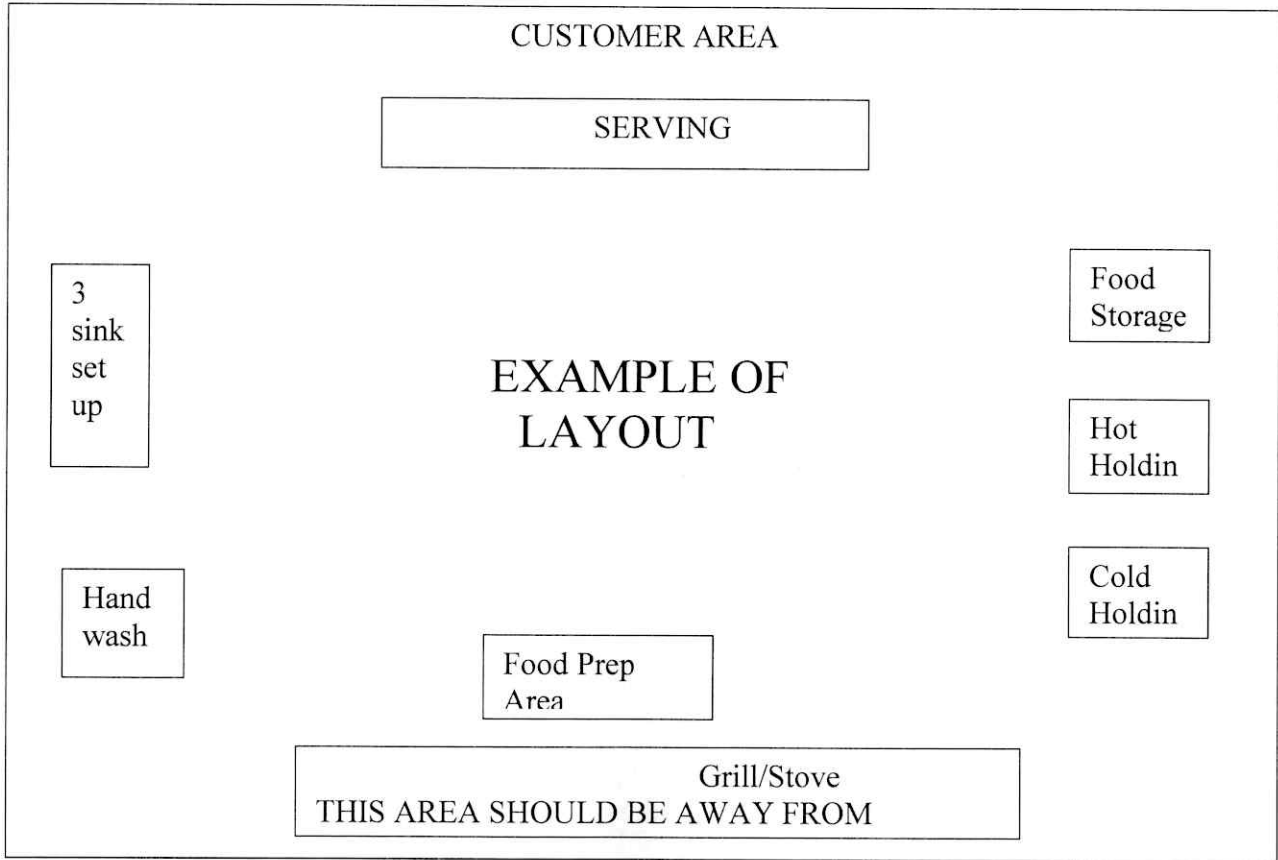 CUSTOMER AREA
SERVING
3
sink
set
up
Food
Storage
EXAMPLE OF
LAYOUT
Hot
Holdin
Cold
Holdin
Hand
wash
Food Prep
Area
Grill/Stove
THIS AREA SHOULD BE AWAY FROM